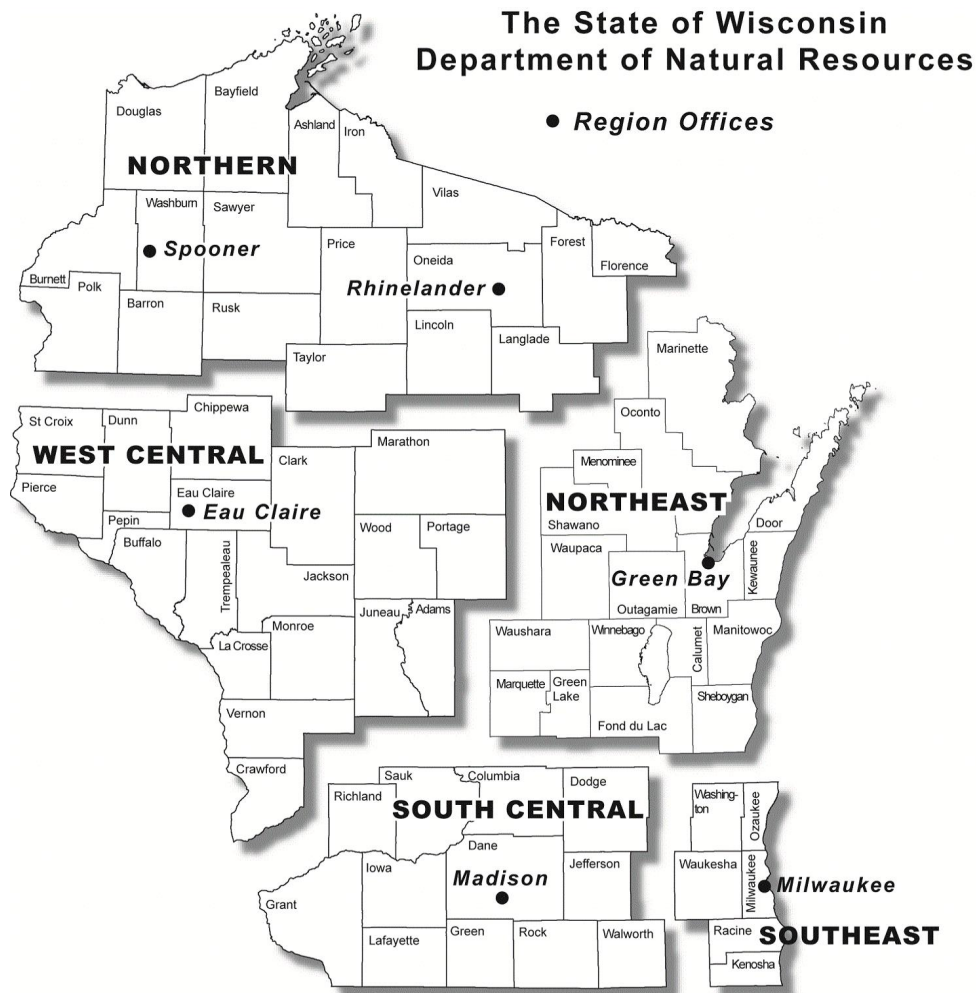 The State of Wisconsin
Department of Natural Resources
● Region Offices
Douglas
Bayfield
Ashland
Iron
NORTHERN
Vilas
Washburn
Sawyer
Spooner
Price
Forest
Florence
Oneida
Burnett
Polk
Rhinelander
Barron
Rusk
Lincoln
Langlade
Taylor
Marinette
Chippewa
St Croix
Dunn
WEST CENTRAL
Clark
Marathon
Pierce
Eau Claire
Eau Claire
Pepin
Buffalo
Wood
Portage
Trempealeau
Jackson
Juneau
Adams
Monroe
La Crosse
Vernon
Crawford
Oconto
Menominee
NORTHEAST
Shawano
Door
Waupaca
Kewaunee
Green Bay
Outagamie
Brown
Waushara
Winnebago
Calumet
Manitowoc
Marquette
Green
Lake
Sheboygan
Fond du Lac
Sauk
Columbia
Dodge
Richland
SOUTH CENTRAL
Dane
Iowa
Jefferson
Madison
Grant
Lafayette
Green
Rock
Walworth
Washing-
ton
Ozaukee
Waukesha
Milwaukee
Milwaukee
Racine
SOUTHEAST
Kenosha